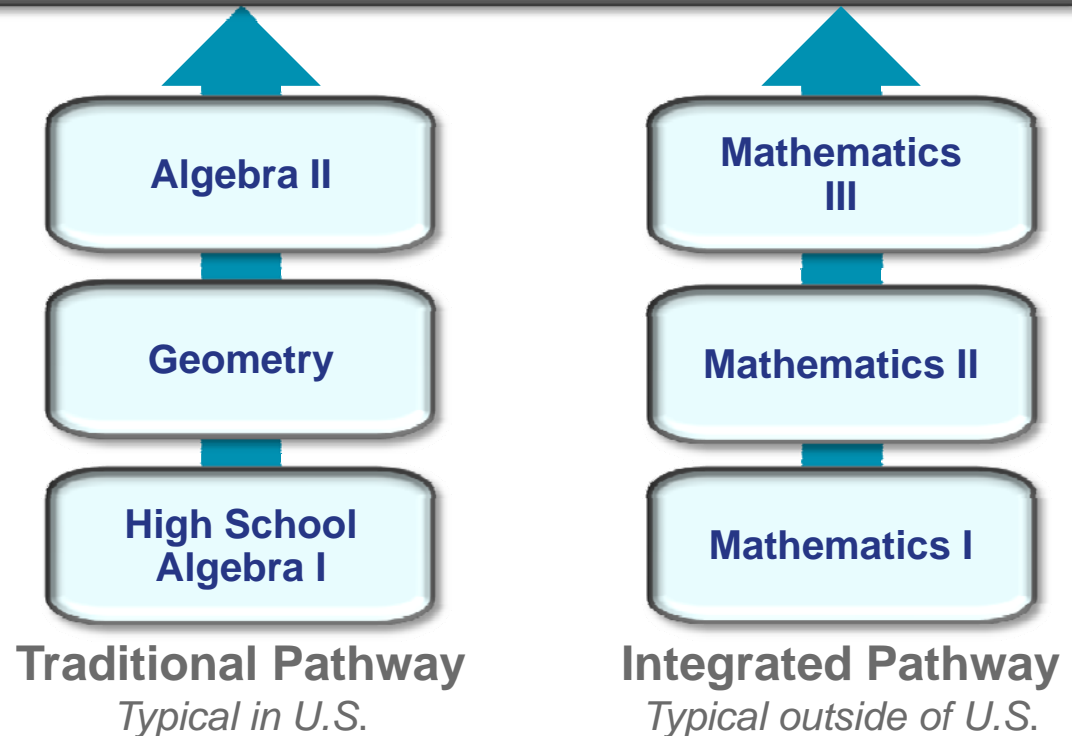 Algebra II
Geometry
High School
Algebra I
Traditional Pathway
Typical in U.S.
Mathematics
III
Mathematics II
Mathematics I
Integrated Pathway
Typical outside of U.S.